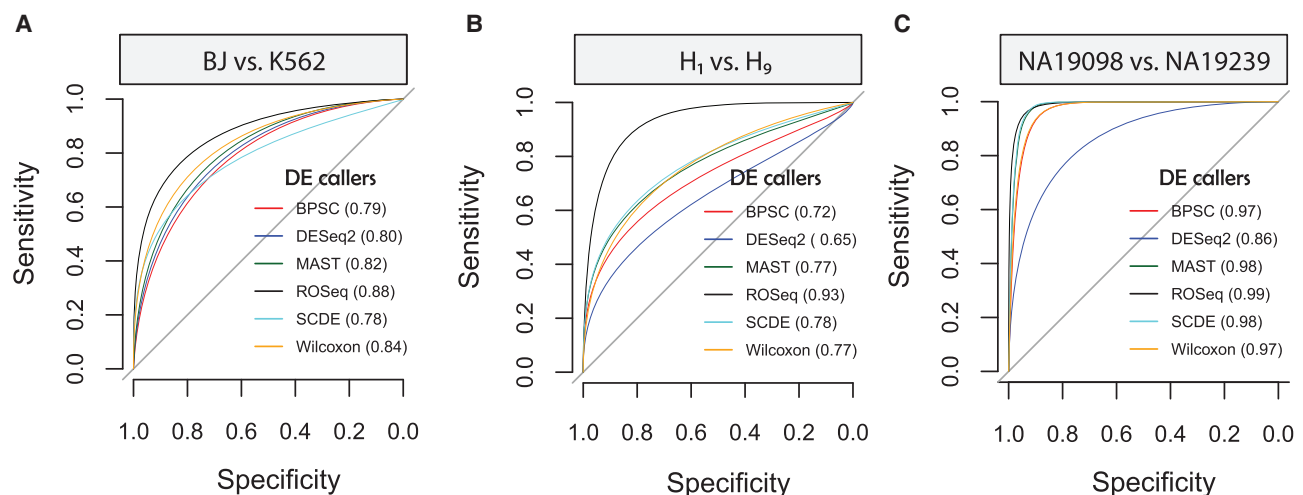 A
BJ vs. K562
Sensitivity
1.0
0.8
0.6
0.4
0.2
0.0
DE callers
BPSC (0.79)
DESeq2 (0.80)
MAST (0.82)
ROSeq (0.88)
SCDE (0.78)
Wilcoxon (0.84)
1.0 0.8 0.6 0.4 0.2 0.0
Specificity
B
H₁ vs. H₉
Sensitivity
1.0
0.8
0.6
0.4
0.2
0.0
DE callers
BPSC (0.72)
DESeq2 ( 0.65)
MAST (0.77)
ROSeq (0.93)
SCDE (0.78)
Wilcoxon (0.77)
1.0 0.8 0.6 0.4 0.2 0.0
Specificity
C
NA19098 vs. NA19239
Sensitivity
1.0
0.8
0.6
0.4
0.2
0.0
DE callers
BPSC (0.97)
DESeq2 (0.86)
MAST (0.98)
ROSeq (0.99)
SCDE (0.98)
Wilcoxon (0.97)
1.0 0.8 0.6 0.4 0.2 0.0
Specificity